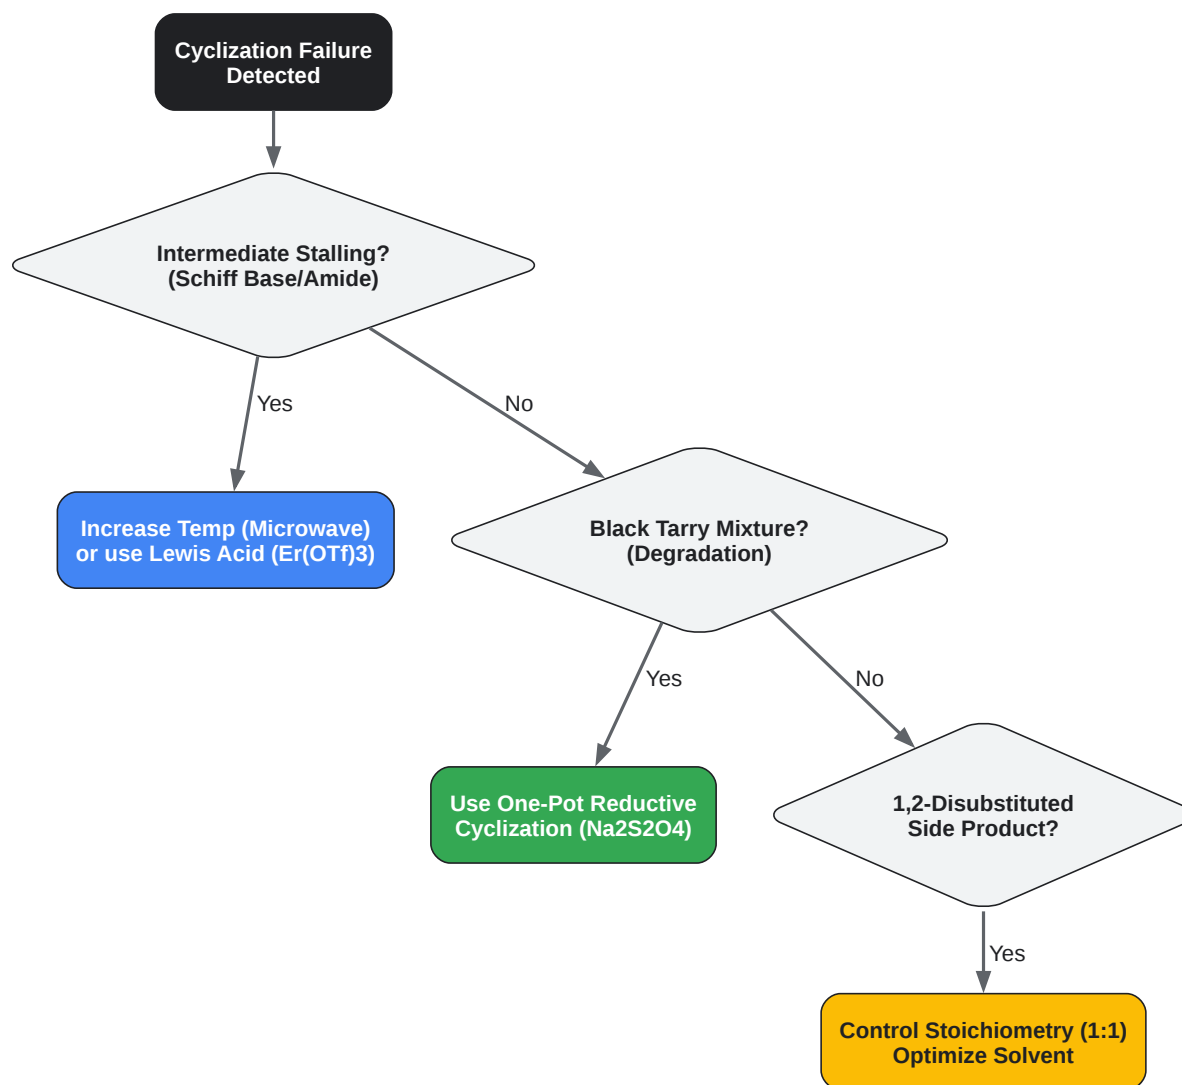 Cyclization Failure
Detected
Intermediate Stalling?
(Schiff Base/Amide)
Yes
No
Increase Temp (Microwave)
or use Lewis Acid (Er(OTf)3)
Black Tarry Mixture?
(Degradation)
Yes
No
Use One-Pot Reductive
Cyclization (Na2S2O4)
1,2-Disubstituted
Side Product?
Yes
Control Stoichiometry (1:1)
Optimize Solvent